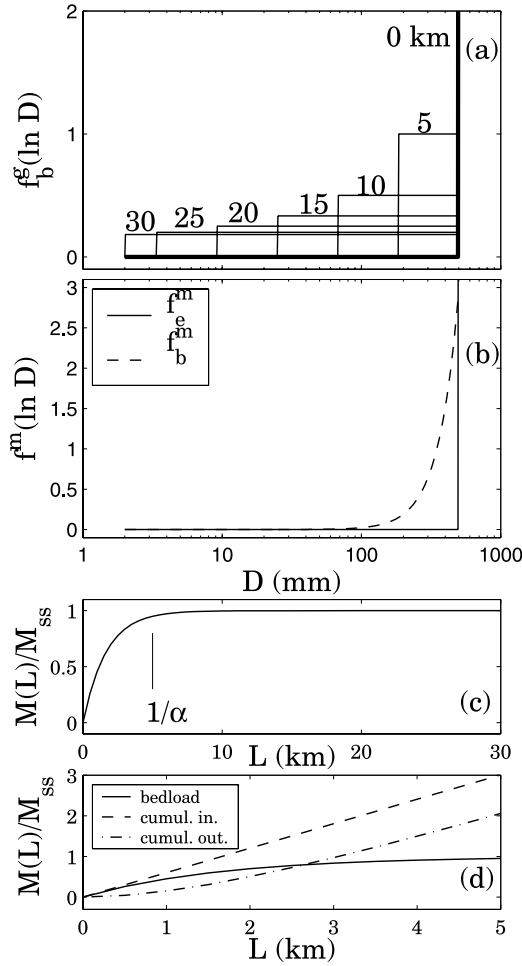 2
0 km (a)
5
f_b^g(ln D)
1
10
15
20
25
30
0
3
f_e^m
f_b^m
(b)
2.5
2
f^m(ln D)
1.5
1
0.5
0
1 10 100 1000
D (mm)
M(L)/M_ss
1
0.5
0
1/α
(c)
0 10 20 30
L (km)
M(L)/M_ss
3
2
1
0
bedload
cumul. in.
cumul. out.
(d)
0 1 2 3 4 5
L (km)